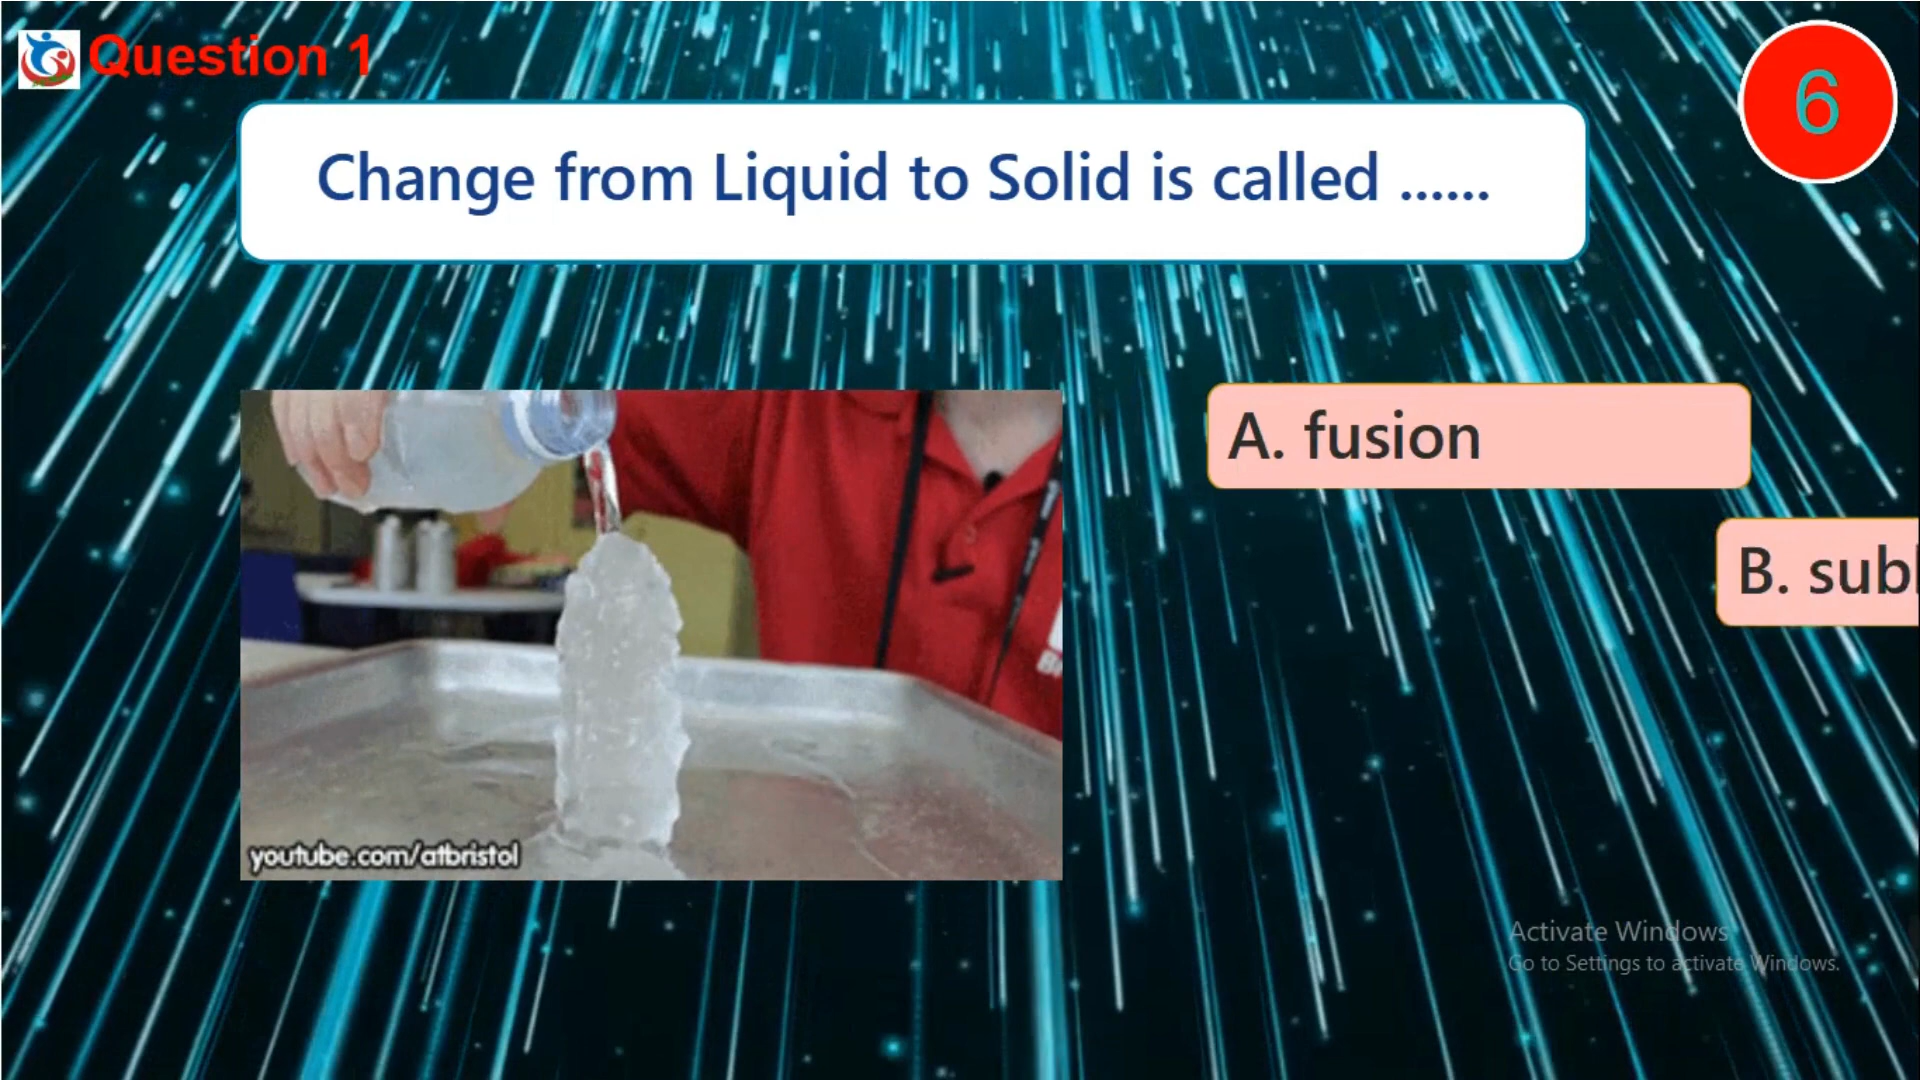 Question 1
6
Change from Liquid to Solid is called ......
A. fusion
B. subl
youtube.com/atbristol
Activate Windows
Go to Settings to activate Windows.